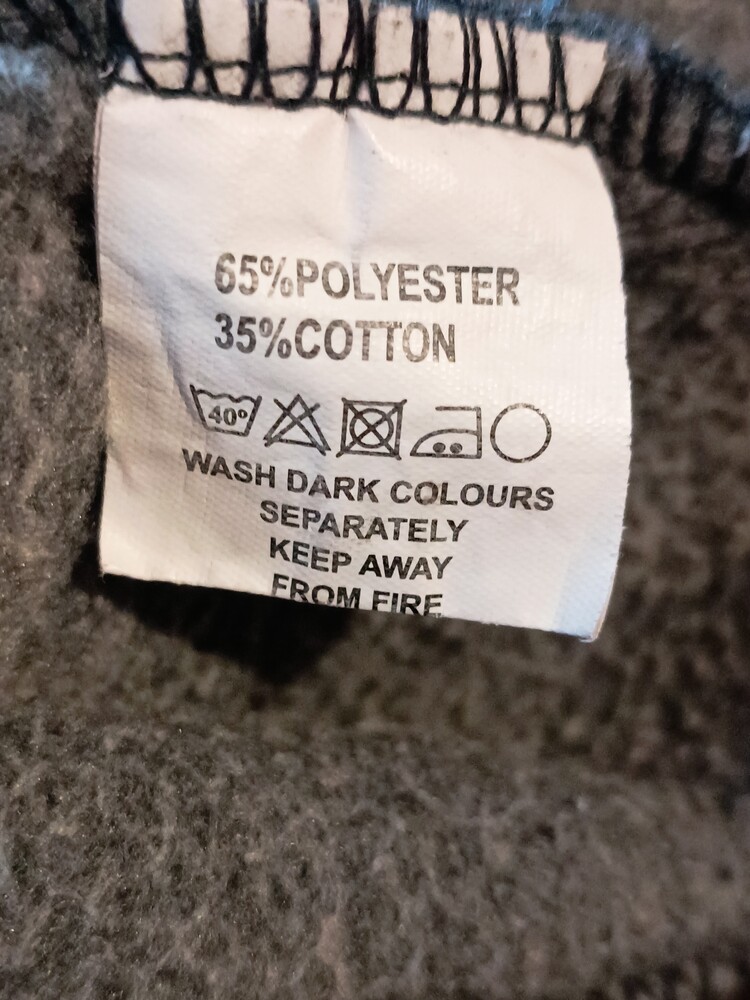 65%POLYESTER
35%COTTON
40°
WASH DARK COLOURS
SEPARATELY
KEEP AWAY
FROM FIRE